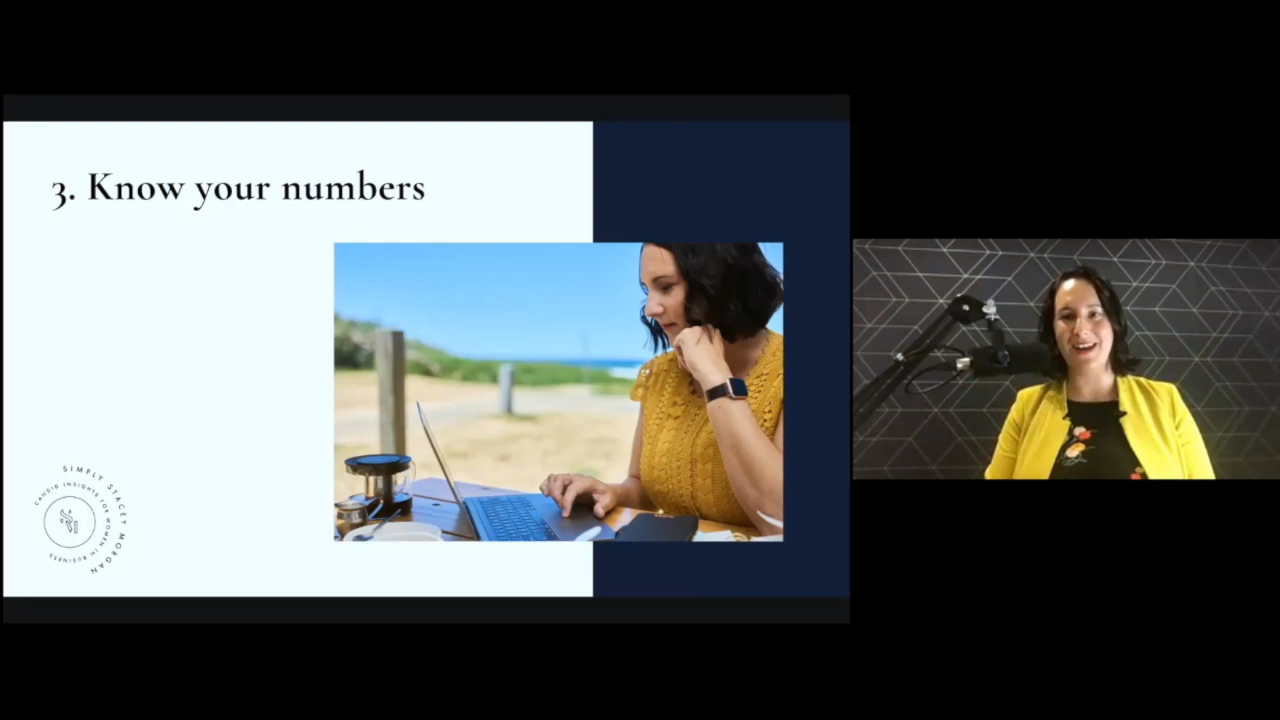 3. Know your numbers
SIMPLY STACEY MORGAN
CANDID INSIGHTS FOR WOMEN IN BUSINESS